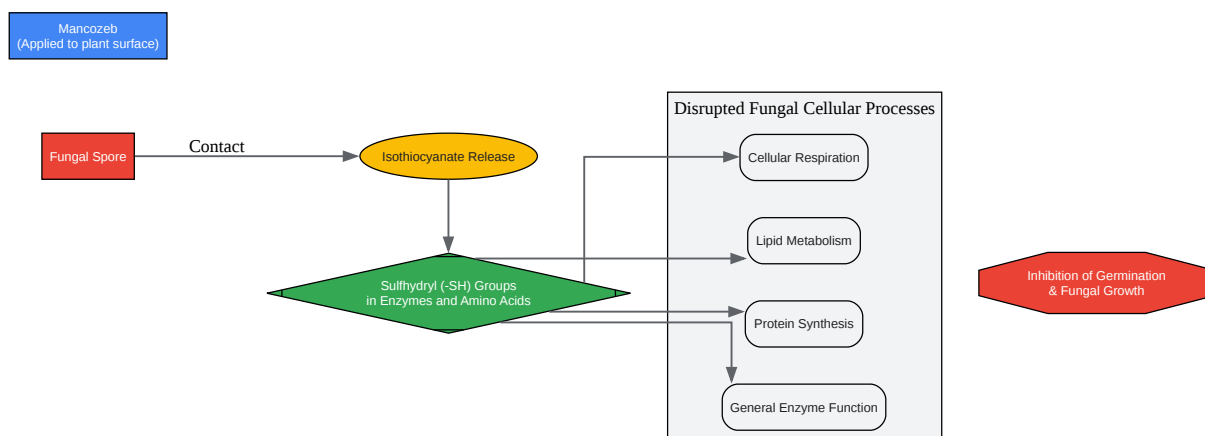 Mancozeb
(Applied to plant surface)
Fungal Spore
Contact
Isothiocyanate Release
Sulfhydryl (-SH) Groups
in Enzymes and Amino Acids
Disrupted Fungal Cellular Processes
Cellular Respiration
Lipid Metabolism
Protein Synthesis
General Enzyme Function
Inhibition of Germination
& Fungal Growth